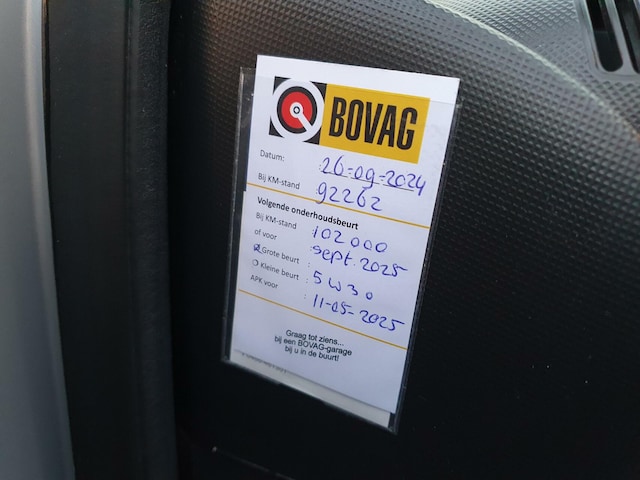 BOVAG
Datum: 26-09-2024
Bij KM-stand 92262
Volgende onderhoudsbeurt
Bij KM-stand : 102000
of voor : sept. 2025
Grote beurt :
Kleine beurt : 5W30
APK voor : 11-05-2025
Graag tot ziens...
bij een BOVAG-garage
bij u in de buurt!